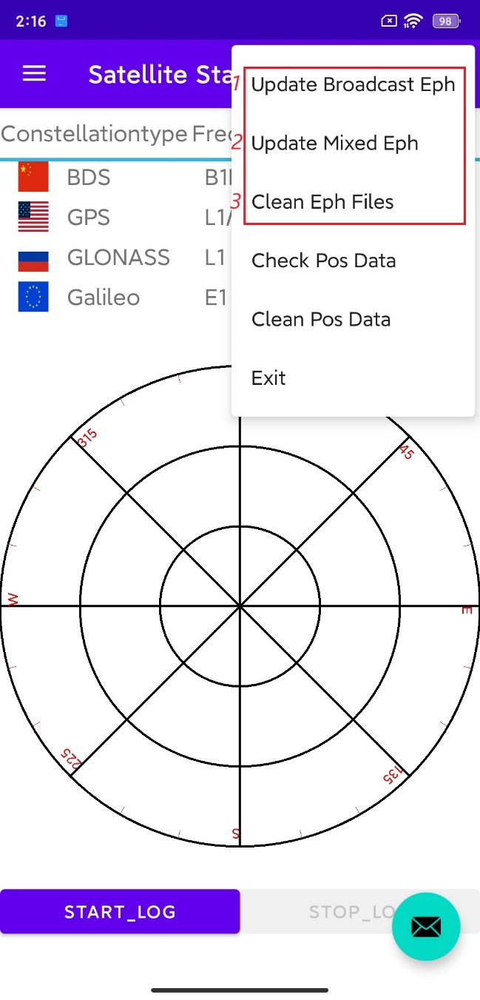 2:16
98
Satellite Sta
1 Update Broadcast Eph
Constellationtype
2 Update Mixed Eph
BDS
3 Clean Eph Files
GPS L1/
GLONASS L1
Check Pos Data
Galileo E1
Clean Pos Data
Exit
315
45
W
E
225
135
S
START_LOG
STOP_LO